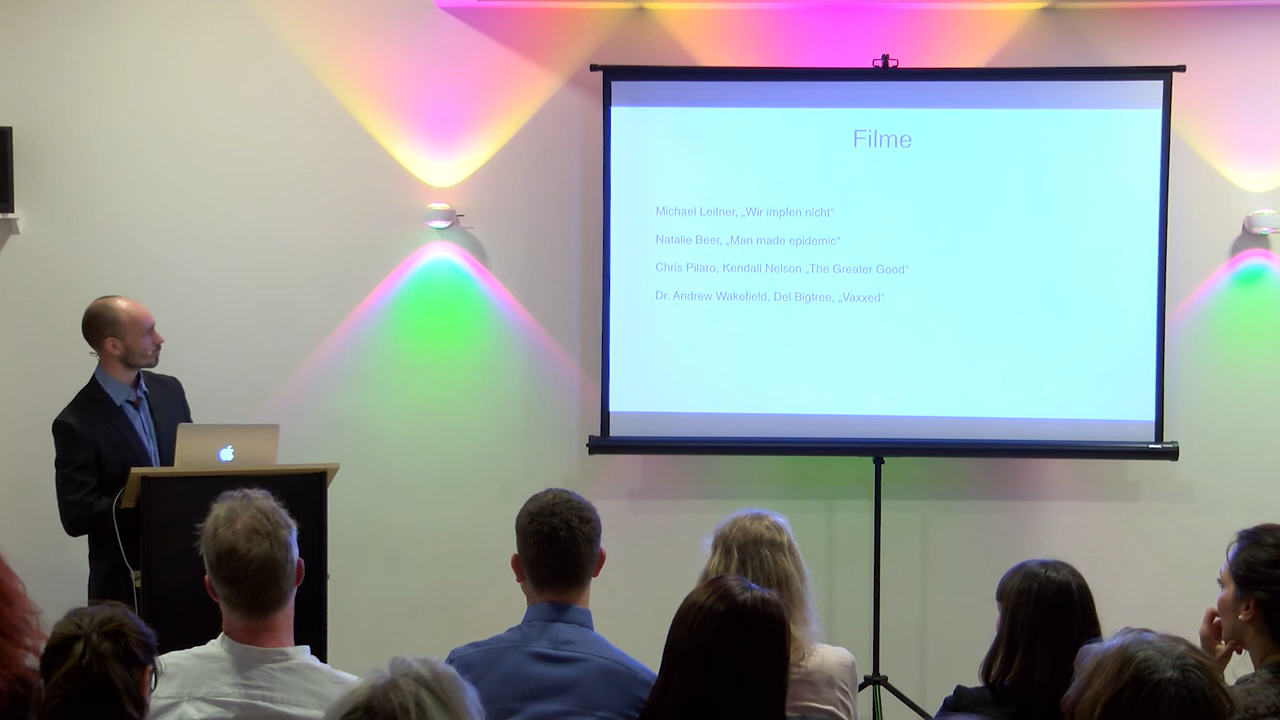 Filme
Michael Leitner, „Wir impfen nicht“
Natalie Beer, „Man made epidemic“
Chris Pilaro, Kendall Nelson „The Greater Good“
Dr. Andrew Wakefield, Del Bigtree, „Vaxxed“